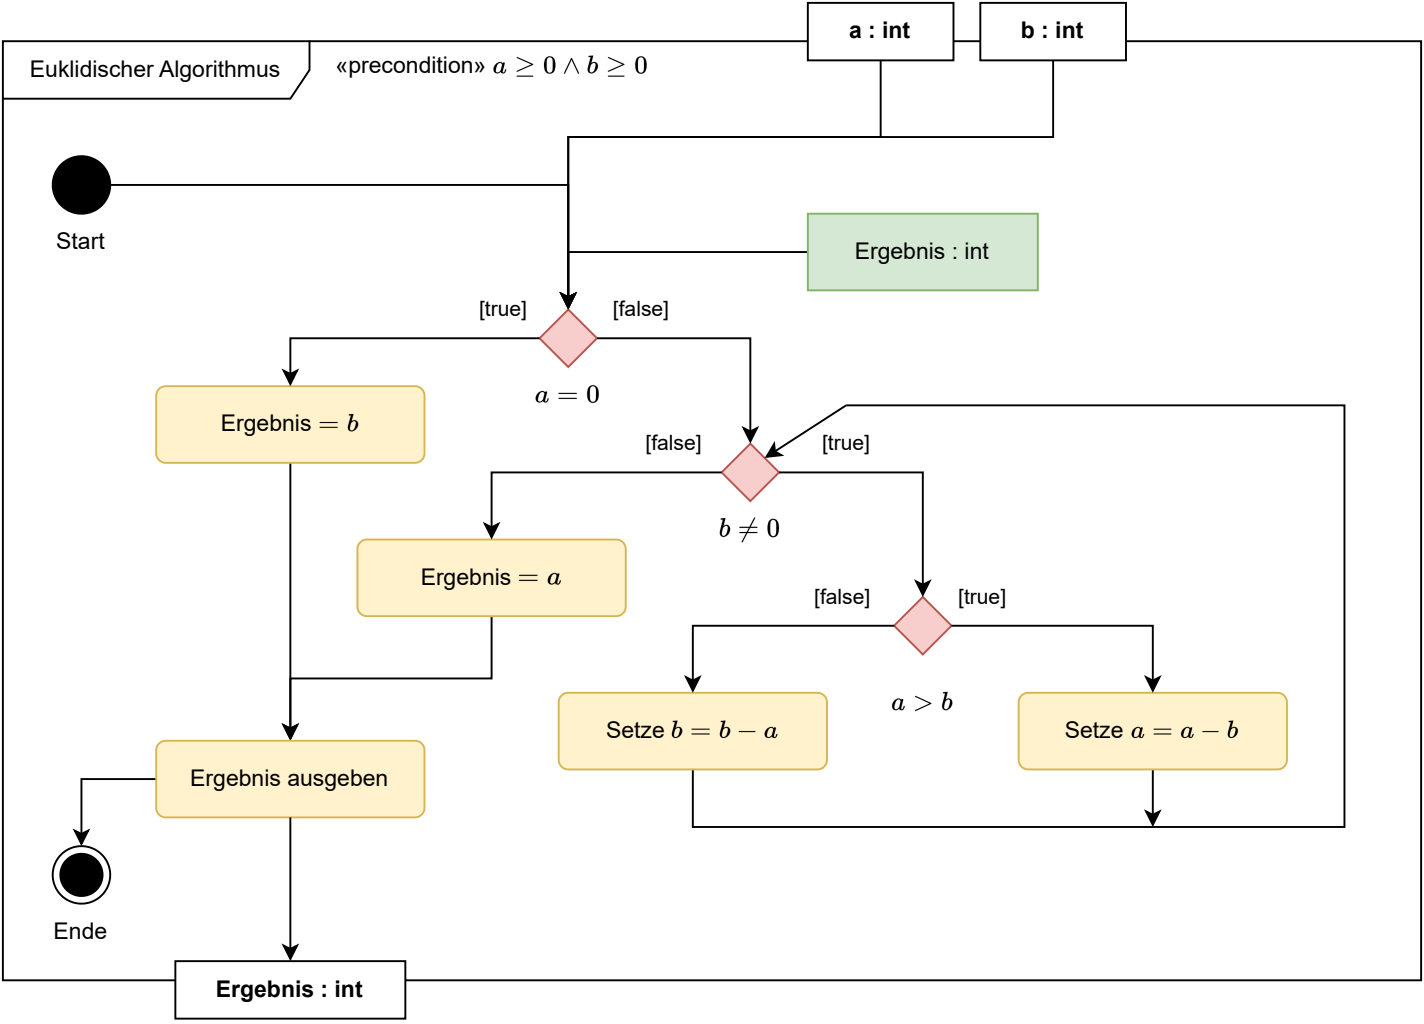 a : int
b : int
Euklidischer Algorithmus
«precondition» a ≥ 0 ∧ b ≥ 0
Start
Ergebnis : int
[true]
[false]
a = 0
Ergebnis = b
[false]
[true]
b ≠ 0
Ergebnis = a
[false]
[true]
a > b
Setze b = b − a
Setze a = a − b
Ergebnis ausgeben
Ende
Ergebnis : int